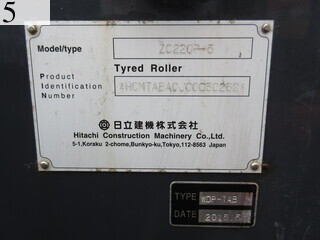 5
Model/type ZC220P-6
Tyred Roller
Product
Identification
Number
日立建機株式会社
Hitachi Construction Machinery Co.,Ltd.
5-1,Koraku 2-chome,Bunkyo-ku,Tokyo,112-8563 Japan
TYPE
DATE